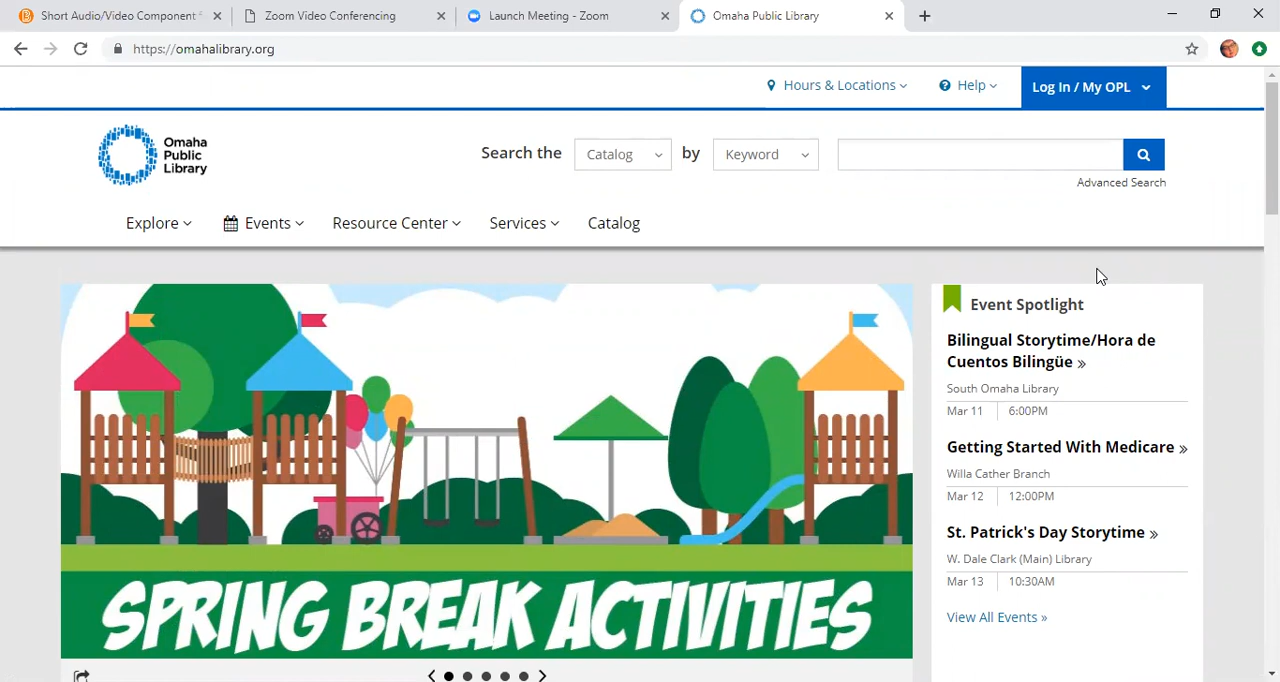 Short Audio/Video Component
Zoom Video Conferencing
Launch Meeting - Zoom
Omaha Public Library
https://omahalibrary.org
Hours & Locations
Help
Log In / My OPL
Omaha
Public
Library
Search the
Catalog
by
Keyword
Advanced Search
Explore
Events
Resource Center
Services
Catalog
Event Spotlight
Bilingual Storytime/Hora de
Cuentos Bilingüe »
South Omaha Library
Mar 11 6:00PM
Getting Started With Medicare »
Willa Cather Branch
Mar 12 12:00PM
St. Patrick's Day Storytime »
W. Dale Clark (Main) Library
Mar 13 10:30AM
View All Events »
SPRING BREAK ACTIVITIES